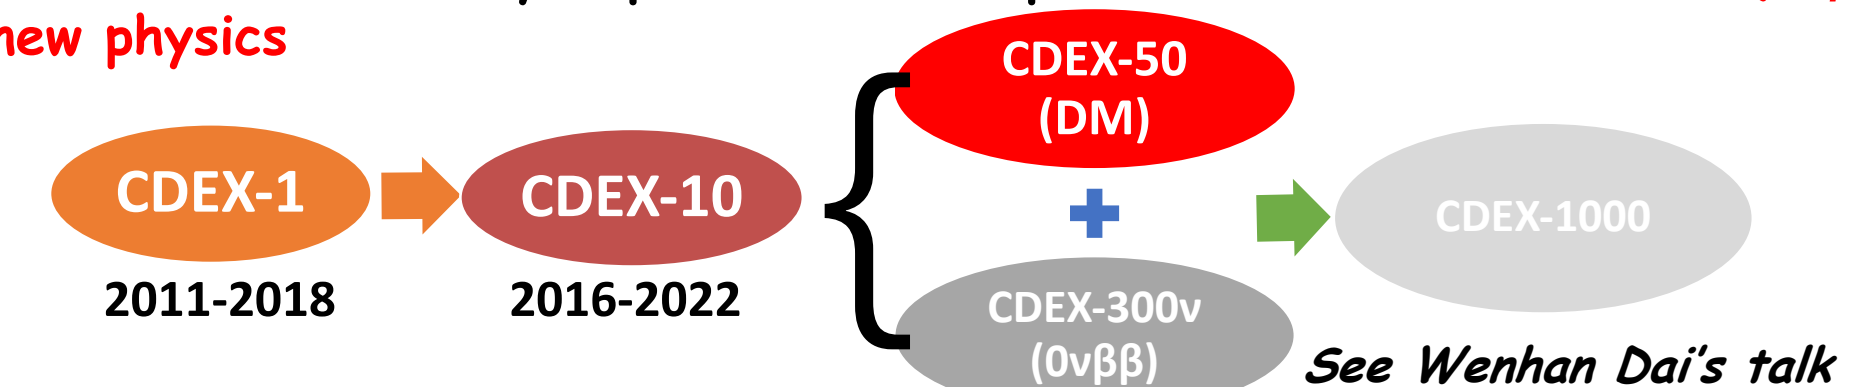 new physics
CDEX-1
2011-2018
CDEX-10
2016-2022
CDEX-50
(DM)
CDEX-300ν
(0νββ)
CDEX-1000
See Wenhan Dai's talk